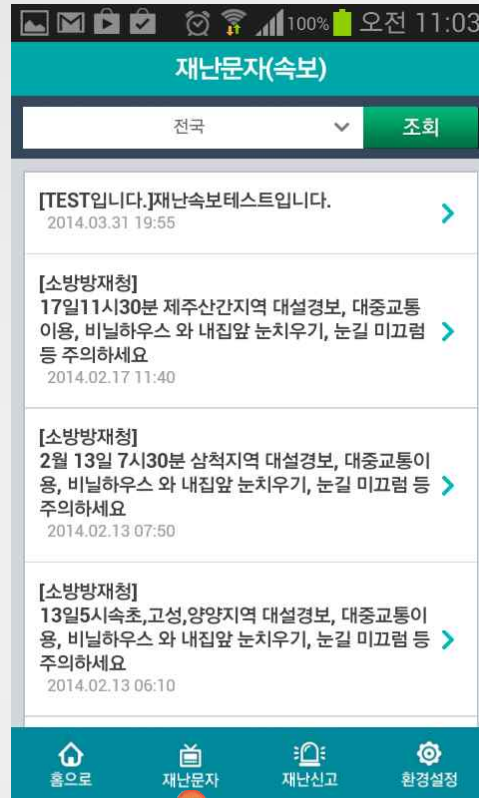 100% 오전 11:03
재난문자(속보)
전국
조회
[TEST입니다.]재난속보테스트입니다.
2014.03.31 19:55
[소방방재청]
17일11시30분 제주산간지역 대설경보, 대중교통
이용, 비닐하우스 와 내집앞 눈치우기, 눈길 미끄럼
등 주의하세요
2014.02.17 11:40
[소방방재청]
2월 13일 7시30분 삼척지역 대설경보, 대중교통이
용, 비닐하우스 와 내집앞 눈치우기, 눈길 미끄럼 등
주의하세요
2014.02.13 07:50
[소방방재청]
13일5시속초,고성,양양지역 대설경보, 대중교통이
용, 비닐하우스 와 내집앞 눈치우기, 눈길 미끄럼 등
주의하세요
2014.02.13 06:10
홈으로 재난문자 재난신고 환경설정